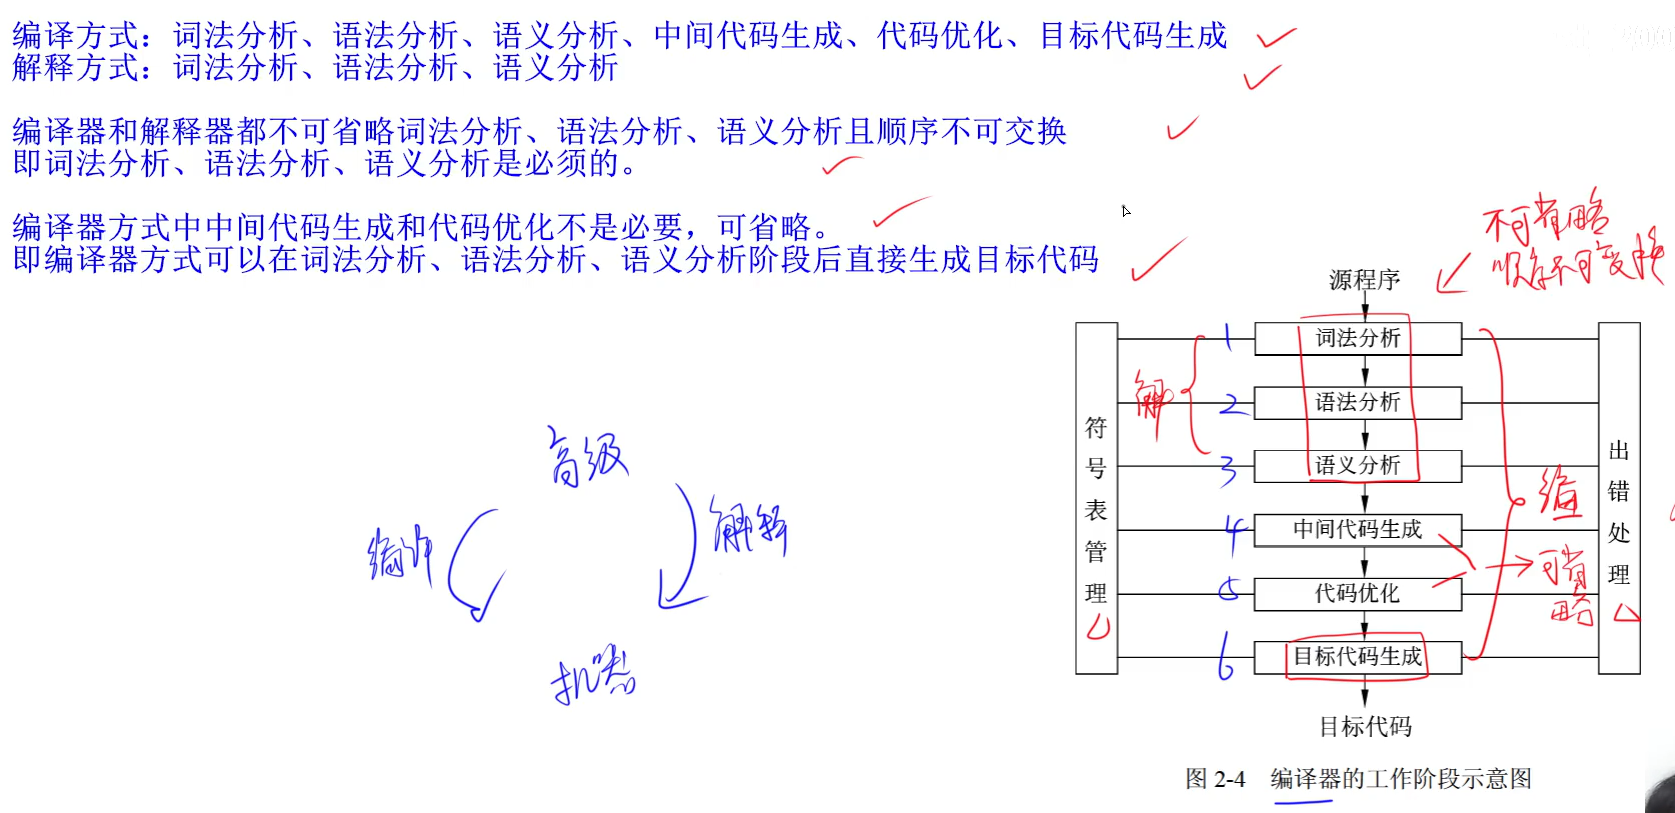 编译方式：词法分析、语法分析、语义分析、中间代码生成、代码优化、目标代码生成
解释方式：词法分析、语法分析、语义分析
编译器和解释器都不可省略词法分析、语法分析、语义分析且顺序不可交换
即词法分析、语法分析、语义分析是必须的。
编译器方式中中间代码生成和代码优化不是必要，可省略。
即编译器方式可以在词法分析、语法分析、语义分析阶段后直接生成目标代码
不可省略
顺序不可交换
源程序
1 词法分析
解
2 语法分析
3 语义分析
4 中间代码生成
5 代码优化
6 目标代码生成
符号表管理
出错处理
编
可省略
目标代码
图 2-4 编译器的工作阶段示意图
高级
编译
解释
机器